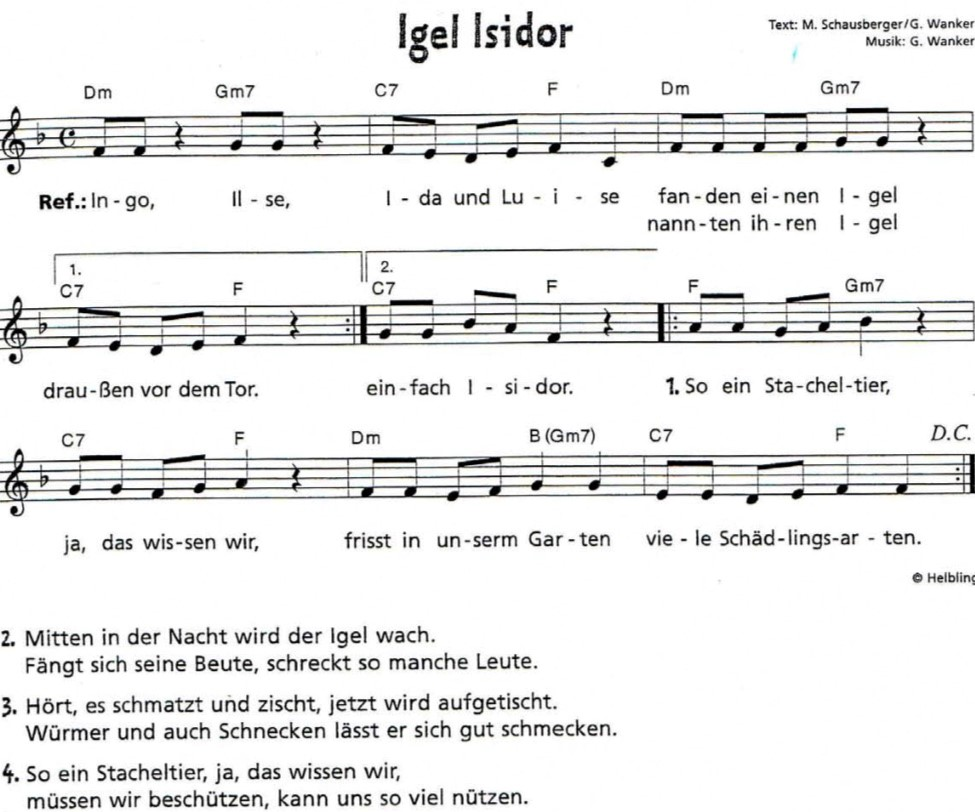 Igel Isidor
Text: M. Schausberger/G. Wanker
Musik: G. Wanker
Dm Gm7 C7 F Dm Gm7
Ref.: In - go, Il - se, I - da und Lu - i - se fan - den ei - nen I - gel
nann - ten ih - ren I - gel
1. 2.
C7 F C7 F F Gm7
drau - ßen vor dem Tor. ein - fach I - si - dor. 1. So ein Sta - chel - tier,
C7 F Dm B (Gm7) C7 F D.C.
ja, das wis - sen wir, frisst in un - serm Gar - ten vie - le Schäd - lings - ar - ten.
© Helbling
2. Mitten in der Nacht wird der Igel wach.
Fängt sich seine Beute, schreckt so manche Leute.
3. Hört, es schmatzt und zischt, jetzt wird aufgetischt.
Würmer und auch Schnecken lässt er sich gut schmecken.
4. So ein Stacheltier, ja, das wissen wir,
müssen wir beschützen, kann uns so viel nützen.